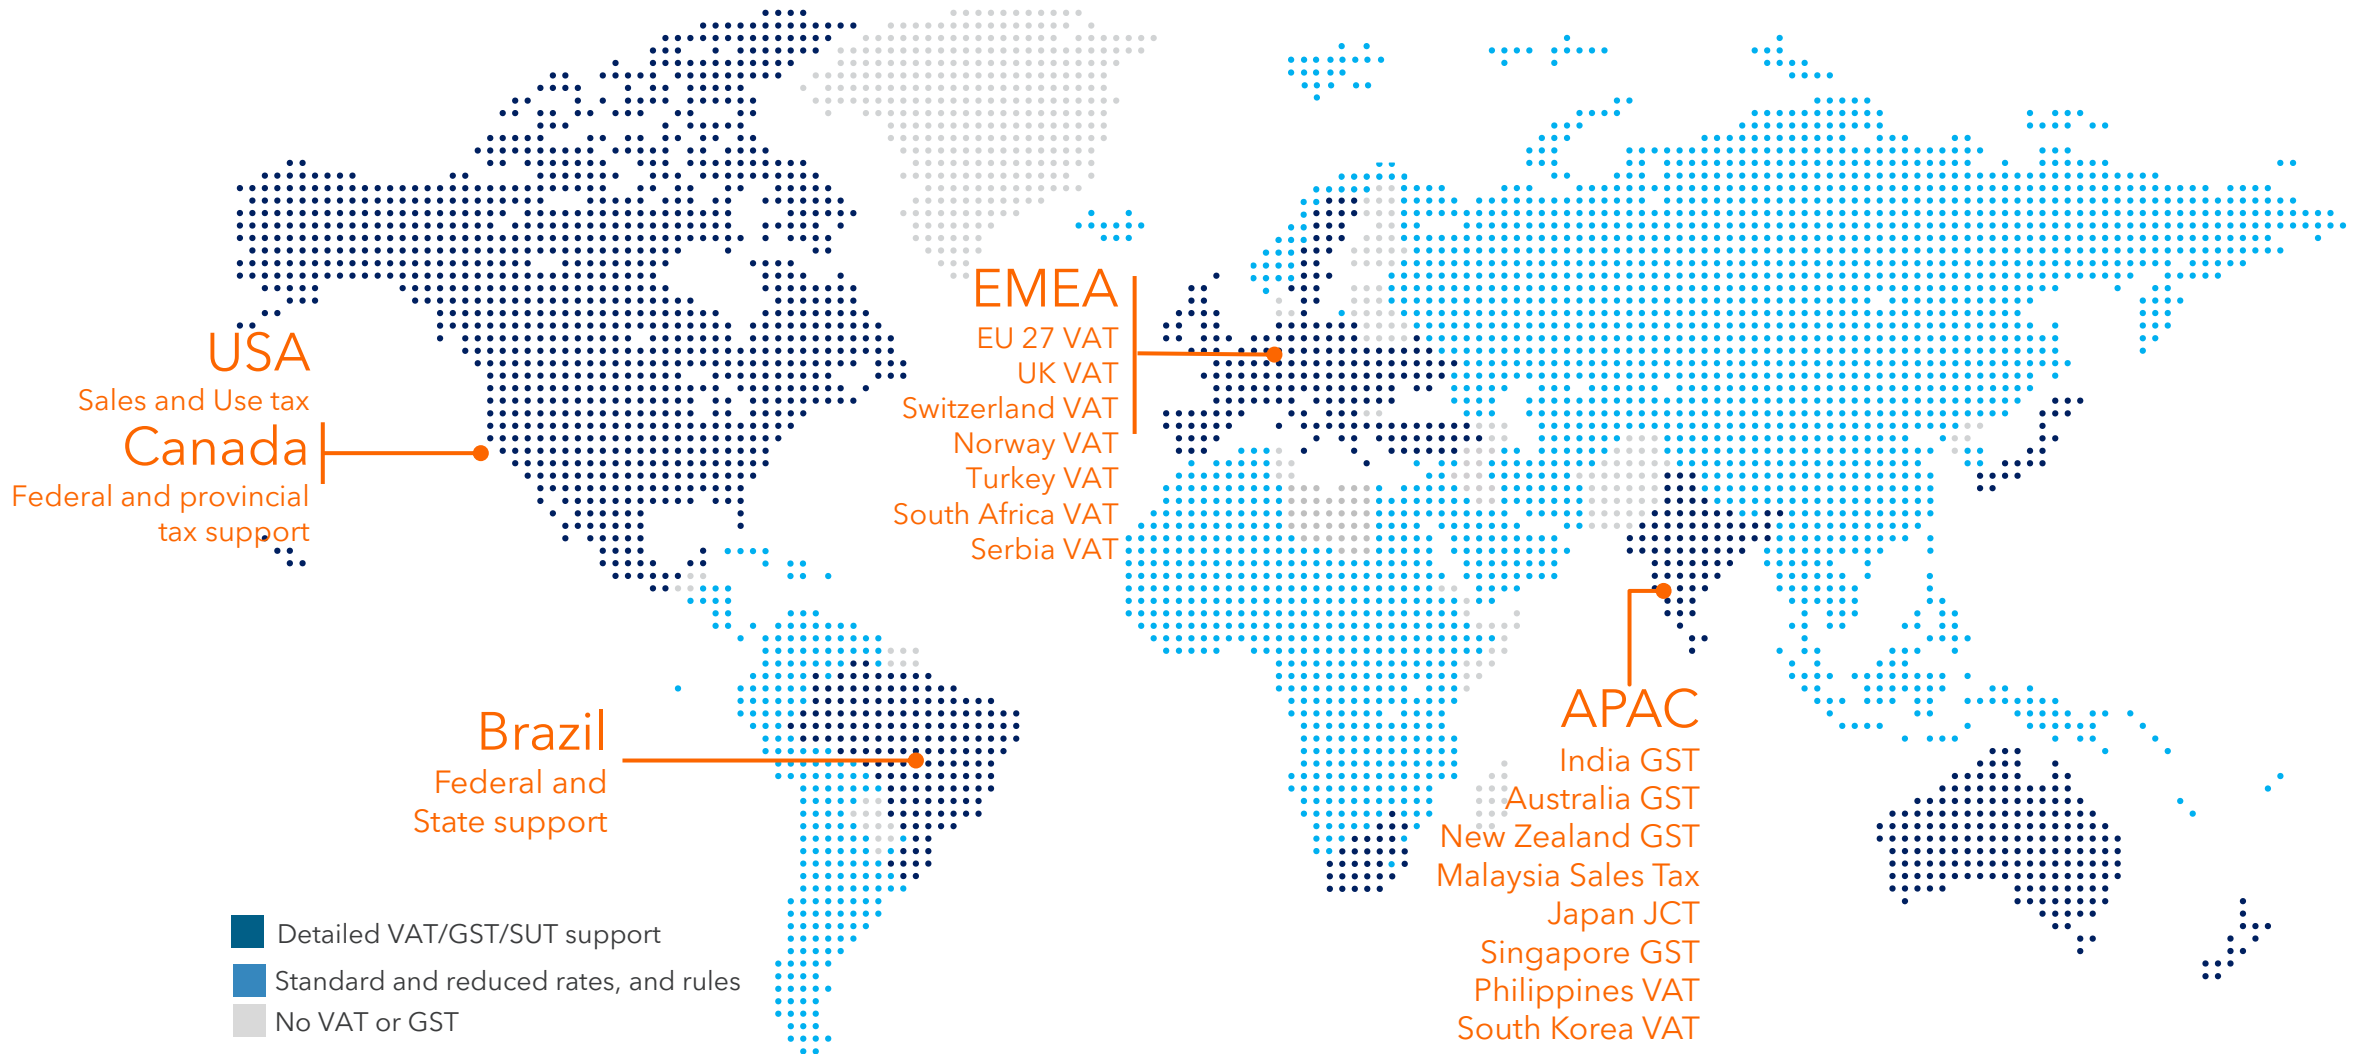 USA
Sales and Use tax
Canada
Federal and provincial
tax support
EMEA
EU 27 VAT
UK VAT
Switzerland VAT
Norway VAT
Turkey VAT
South Africa VAT
Serbia VAT
Brazil
Federal and
State support
APAC
India GST
Australia GST
New Zealand GST
Malaysia Sales Tax
Japan JCT
Singapore GST
Philippines VAT
South Korea VAT
Detailed VAT/GST/SUT support
Standard and reduced rates, and rules
No VAT or GST